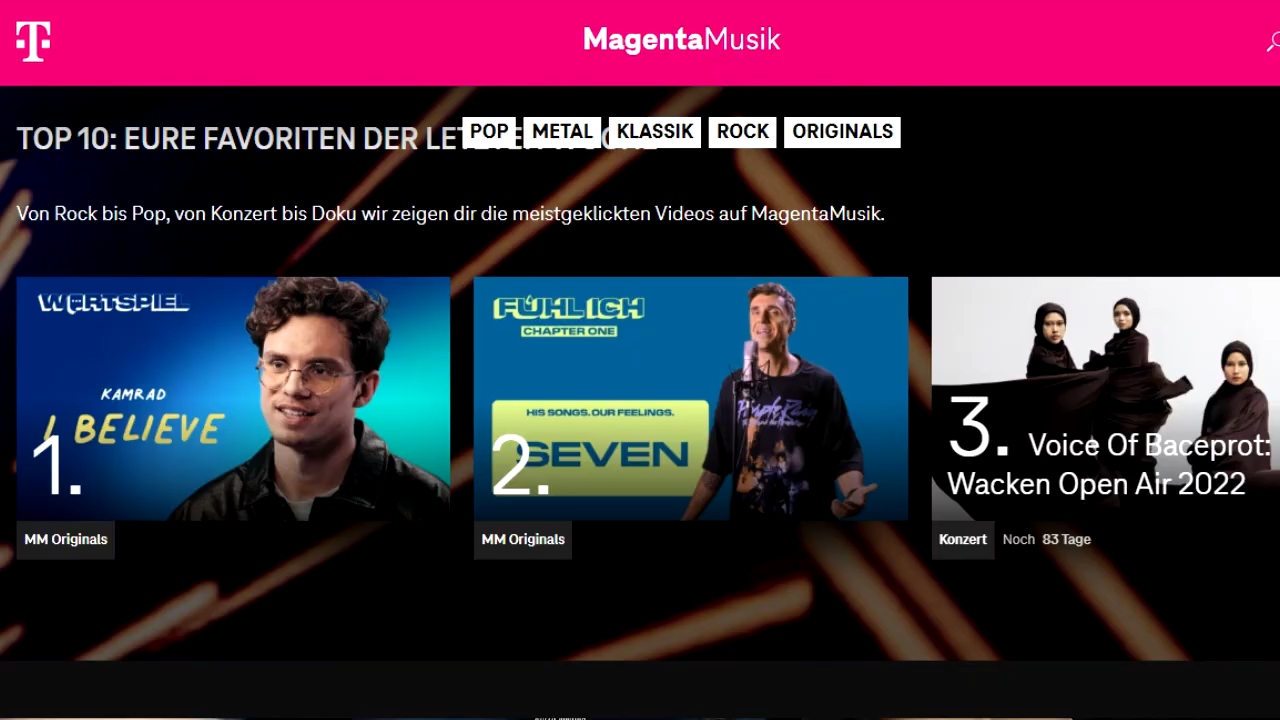 MagentaMusik
TOP 10: EURE FAVORITEN DER
POP METAL KLASSIK ROCK ORIGINALS
Von Rock bis Pop, von Konzert bis Doku wir zeigen dir die meistgeklickten Videos auf MagentaMusik.
WORTSPIEL
KAMRAD
I BELIEVE
1.
MM Originals
FÜHLICH
CHAPTER ONE
HIS SONGS. OUR FEELINGS.
SEVEN
2.
MM Originals
3. Voice Of Baceprot:
Wacken Open Air 2022
Konzert Noch 83 Tage